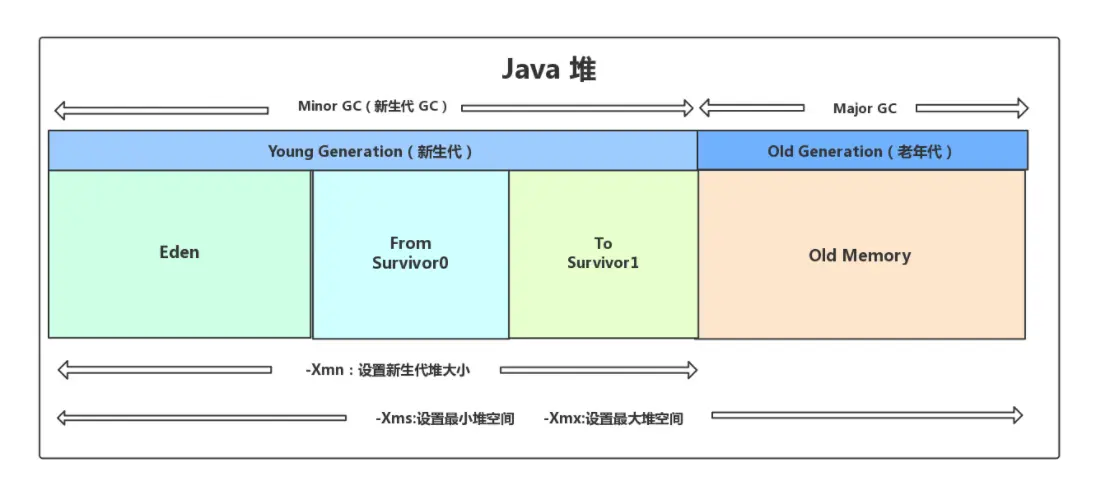 Java 堆
Minor GC（新生代 GC）
Major GC
Young Generation（新生代）
Old Generation（老年代）
Eden
From
Survivor0
To
Survivor1
Old Memory
-Xmn：设置新生代堆大小
-Xms:设置最小堆空间
-Xmx:设置最大堆空间